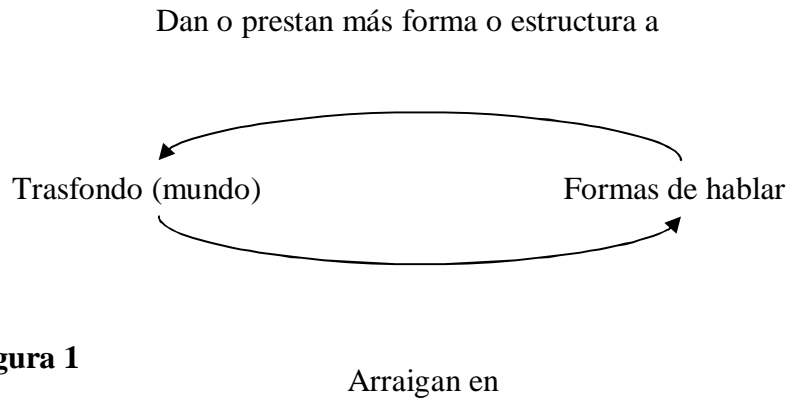 Dan o prestan más forma o estructura a
Trasfondo (mundo) Formas de hablar
gura 1
Arraigan en